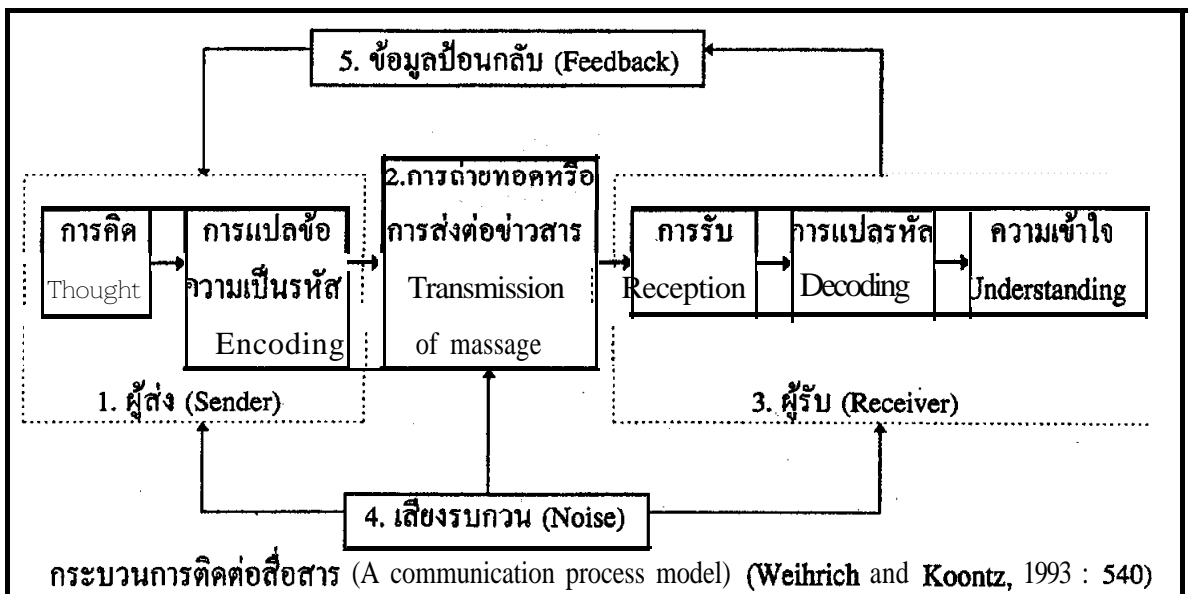 5. ข้อมูลป้อนกลับ (Feedback)
การคิด
Thought
การแปลข้อ
ความเป็นรหัส
Encoding
1. ผู้ส่ง (Sender)
2.การถ่ายทอดหรือ
การส่งต่อข่าวสาร
Transmission
of massage
การรับ
Reception
การแปลรหัส
Decoding
ความเข้าใจ
Understanding
3. ผู้รับ (Receiver)
4. เสียงรบกวน (Noise)
กระบวนการติดต่อสื่อสาร (A communication process model) (Weihrich and Koontz, 1993 : 540)